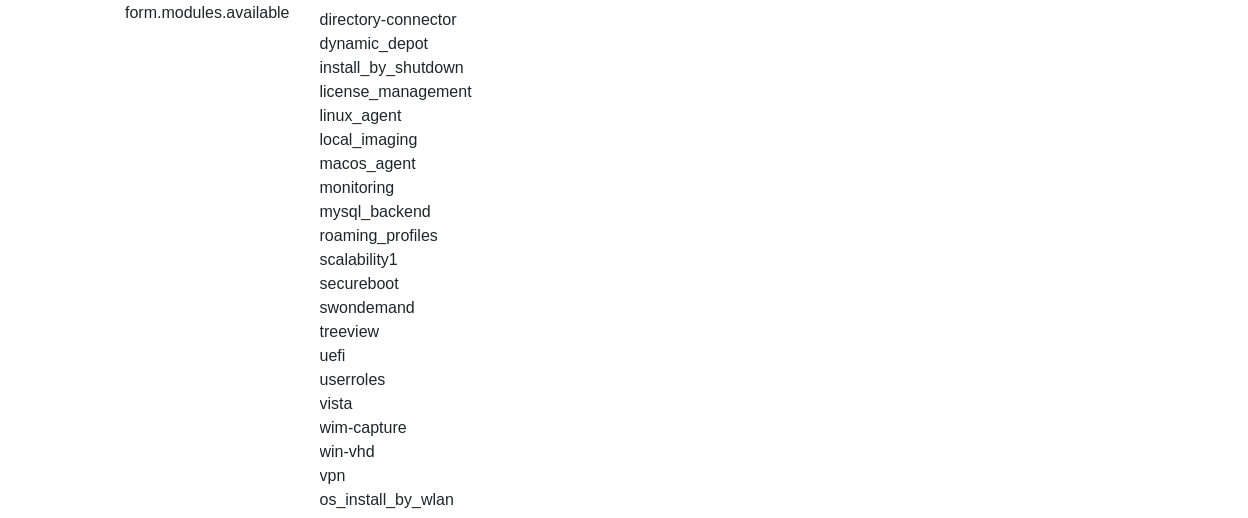 form.modules.available
directory-connector
dynamic_depot
install_by_shutdown
license_management
linux_agent
local_imaging
macos_agent
monitoring
mysql_backend
roaming_profiles
scalability1
secureboot
swondemand
treeview
uefi
userroles
vista
wim-capture
win-vhd
vpn
os_install_by_wlan